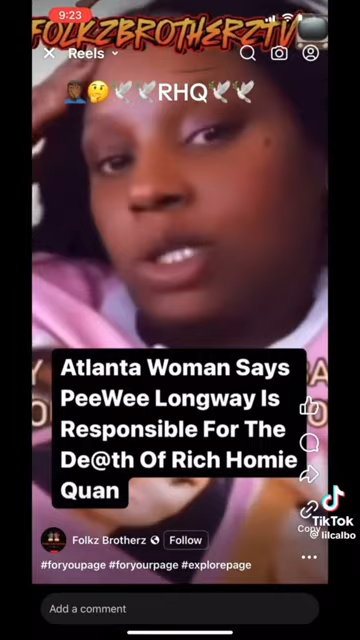 9:23
FOLKZBROTHERZTV
Reels
RHQ
Atlanta Woman Says
PeeWee Longway Is
Responsible For The
De@th Of Rich Homie
Quan
Copy
TikTok
@ lilcalbo
Folkz Brotherz
Follow
#foryoupage #foryourpage #explorepage
Add a comment